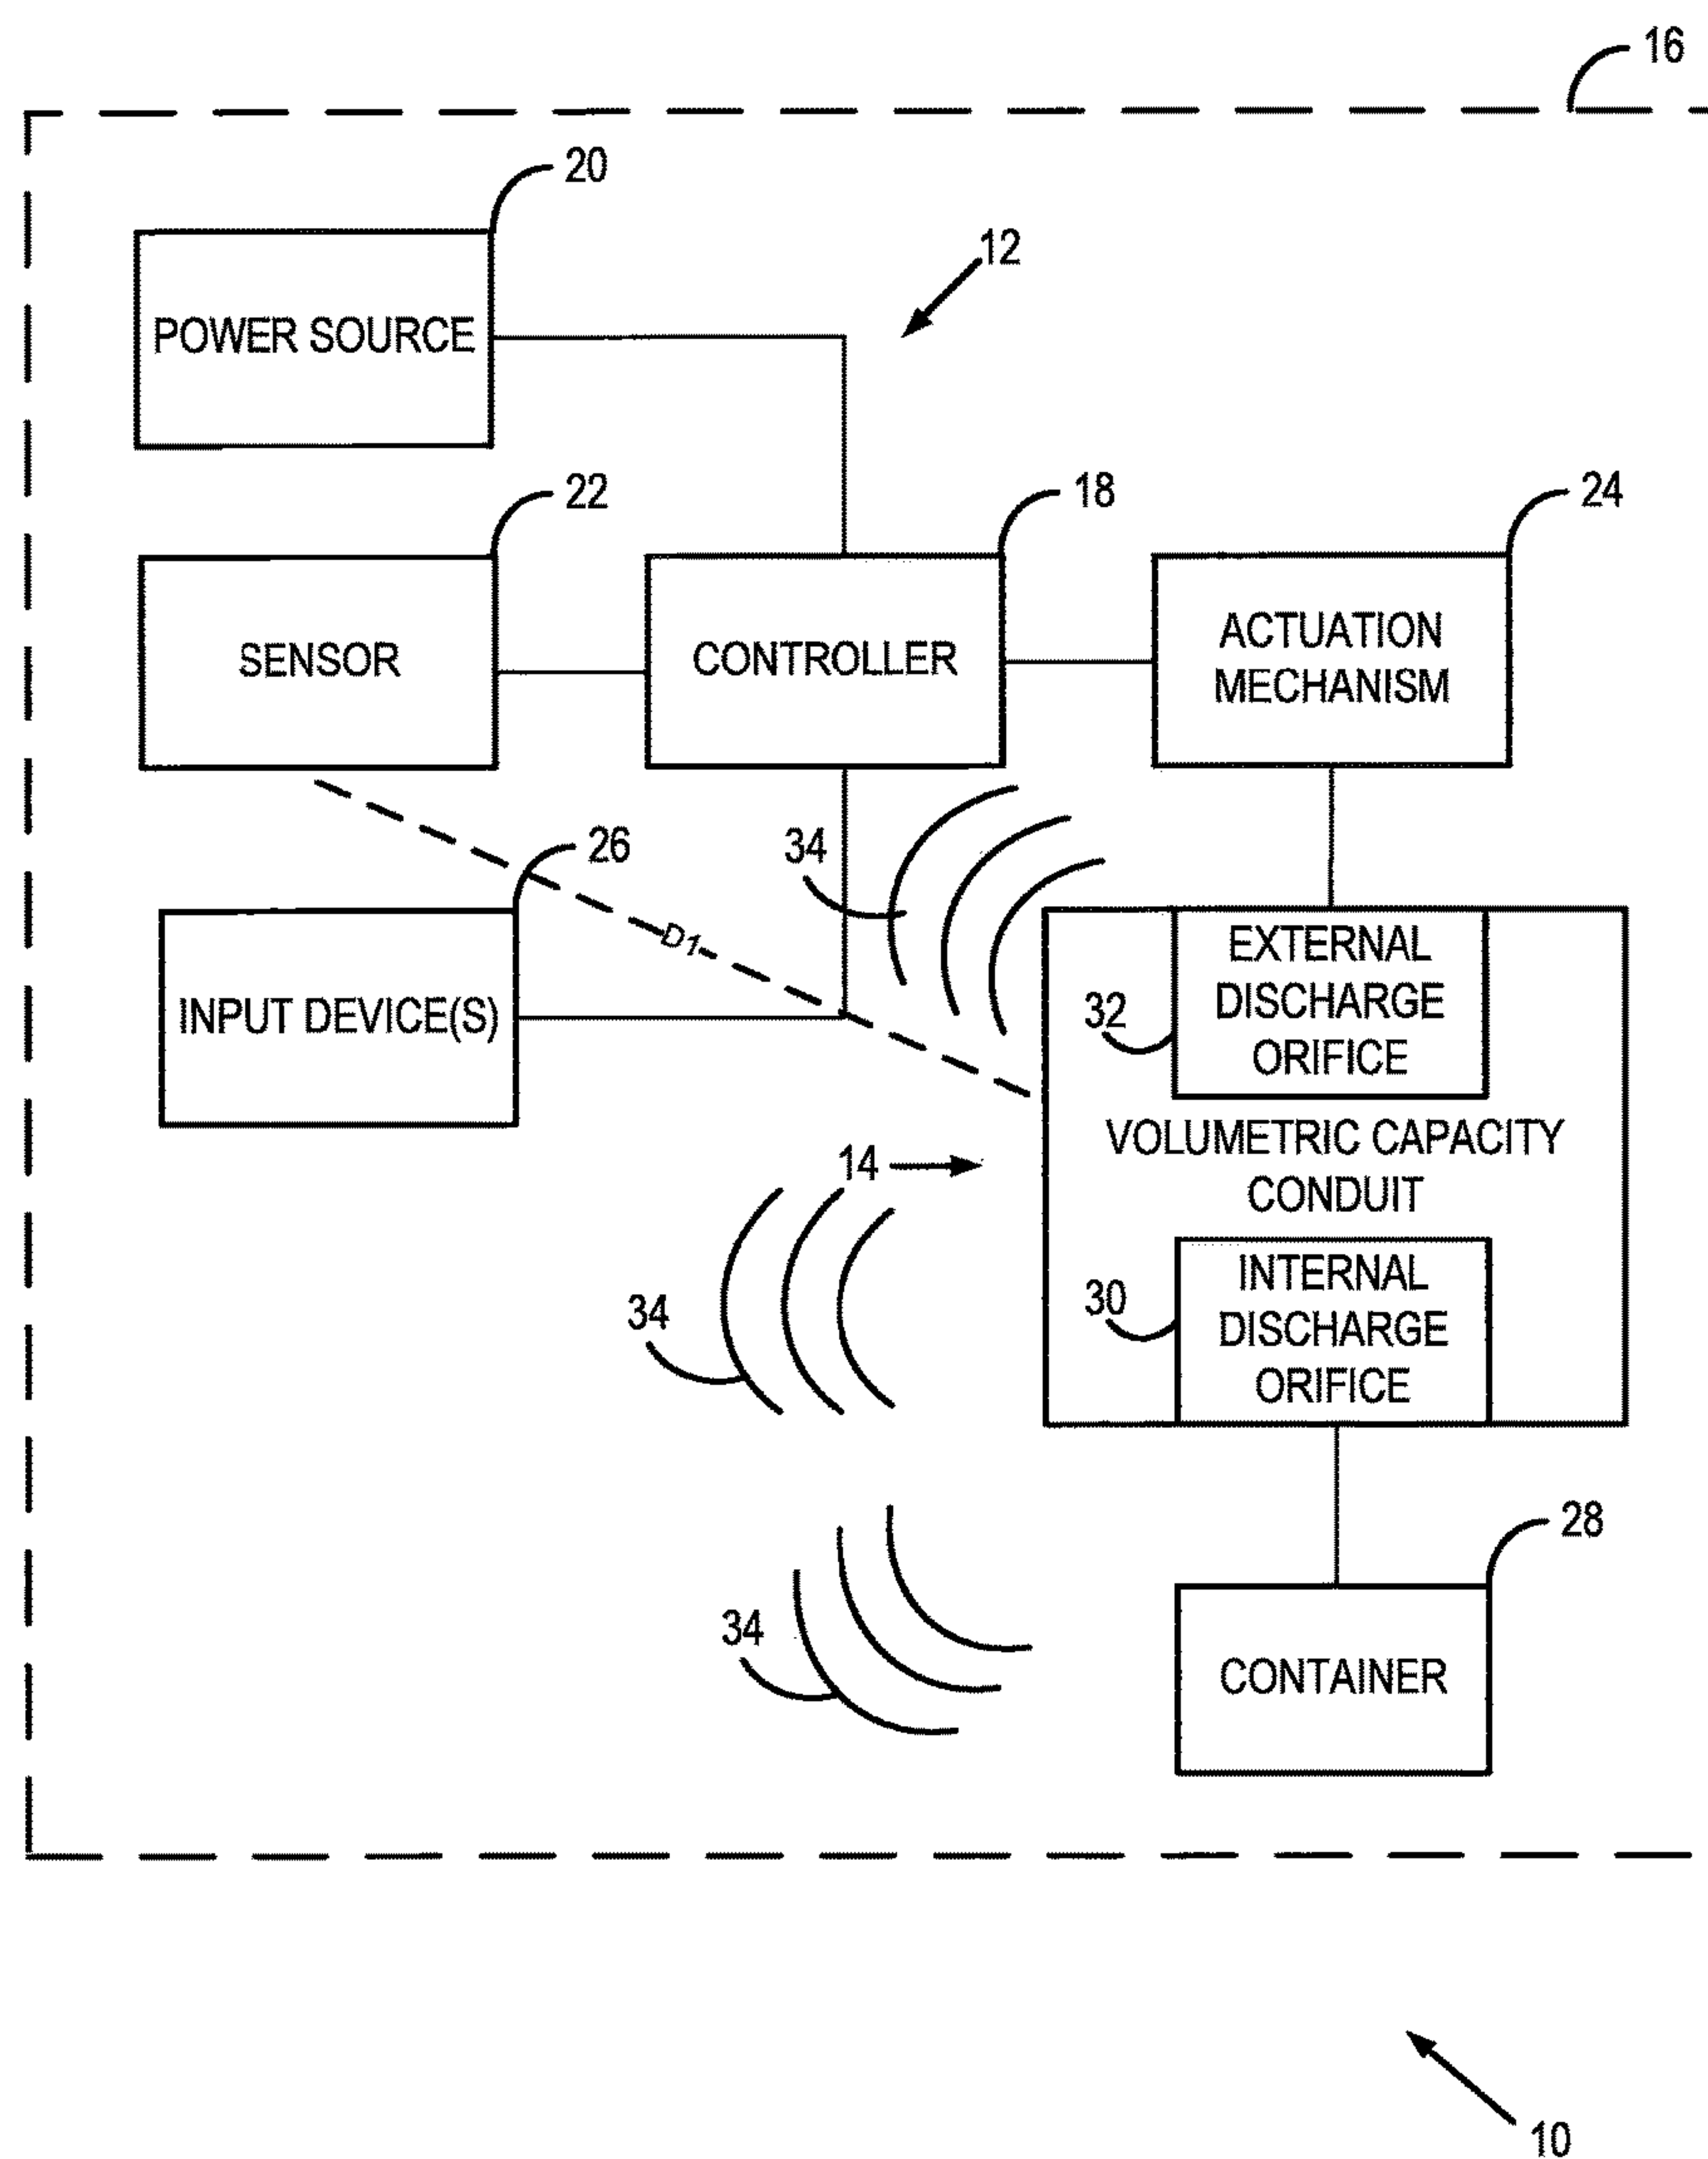 16
20
12
POWER SOURCE
22
18
24
SENSOR
CONTROLLER
ACTUATION
MECHANISM
26
34
D1
INPUT DEVICE(S)
32
EXTERNAL
DISCHARGE
ORIFICE
14
VOLUMETRIC CAPACITY
CONDUIT
34
30
INTERNAL
DISCHARGE
ORIFICE
28
34
CONTAINER
10